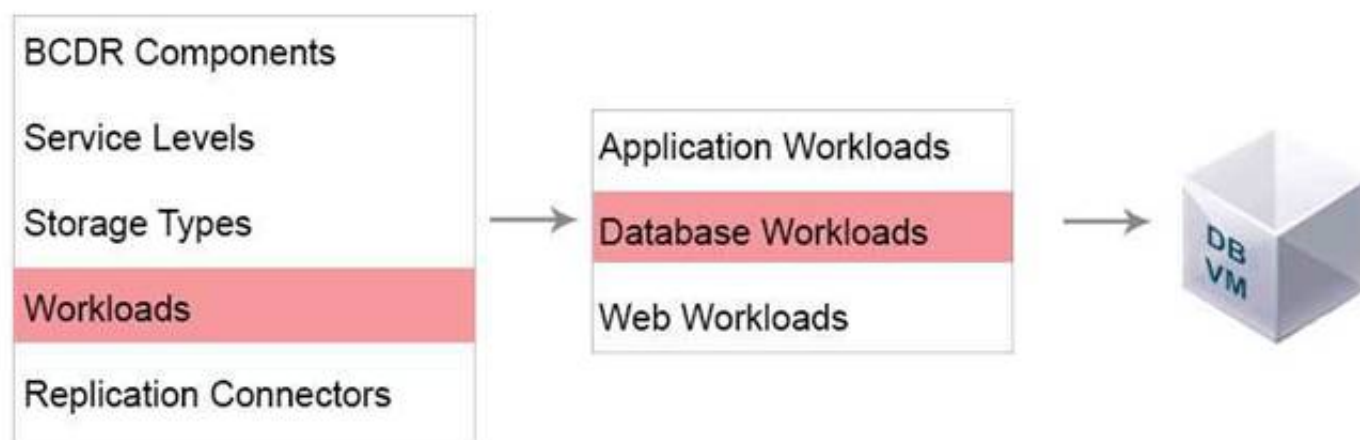 BCDR Components
Service Levels
Storage Types
Workloads
Replication Connectors
Application Workloads
Database Workloads
Web Workloads
DB
VM